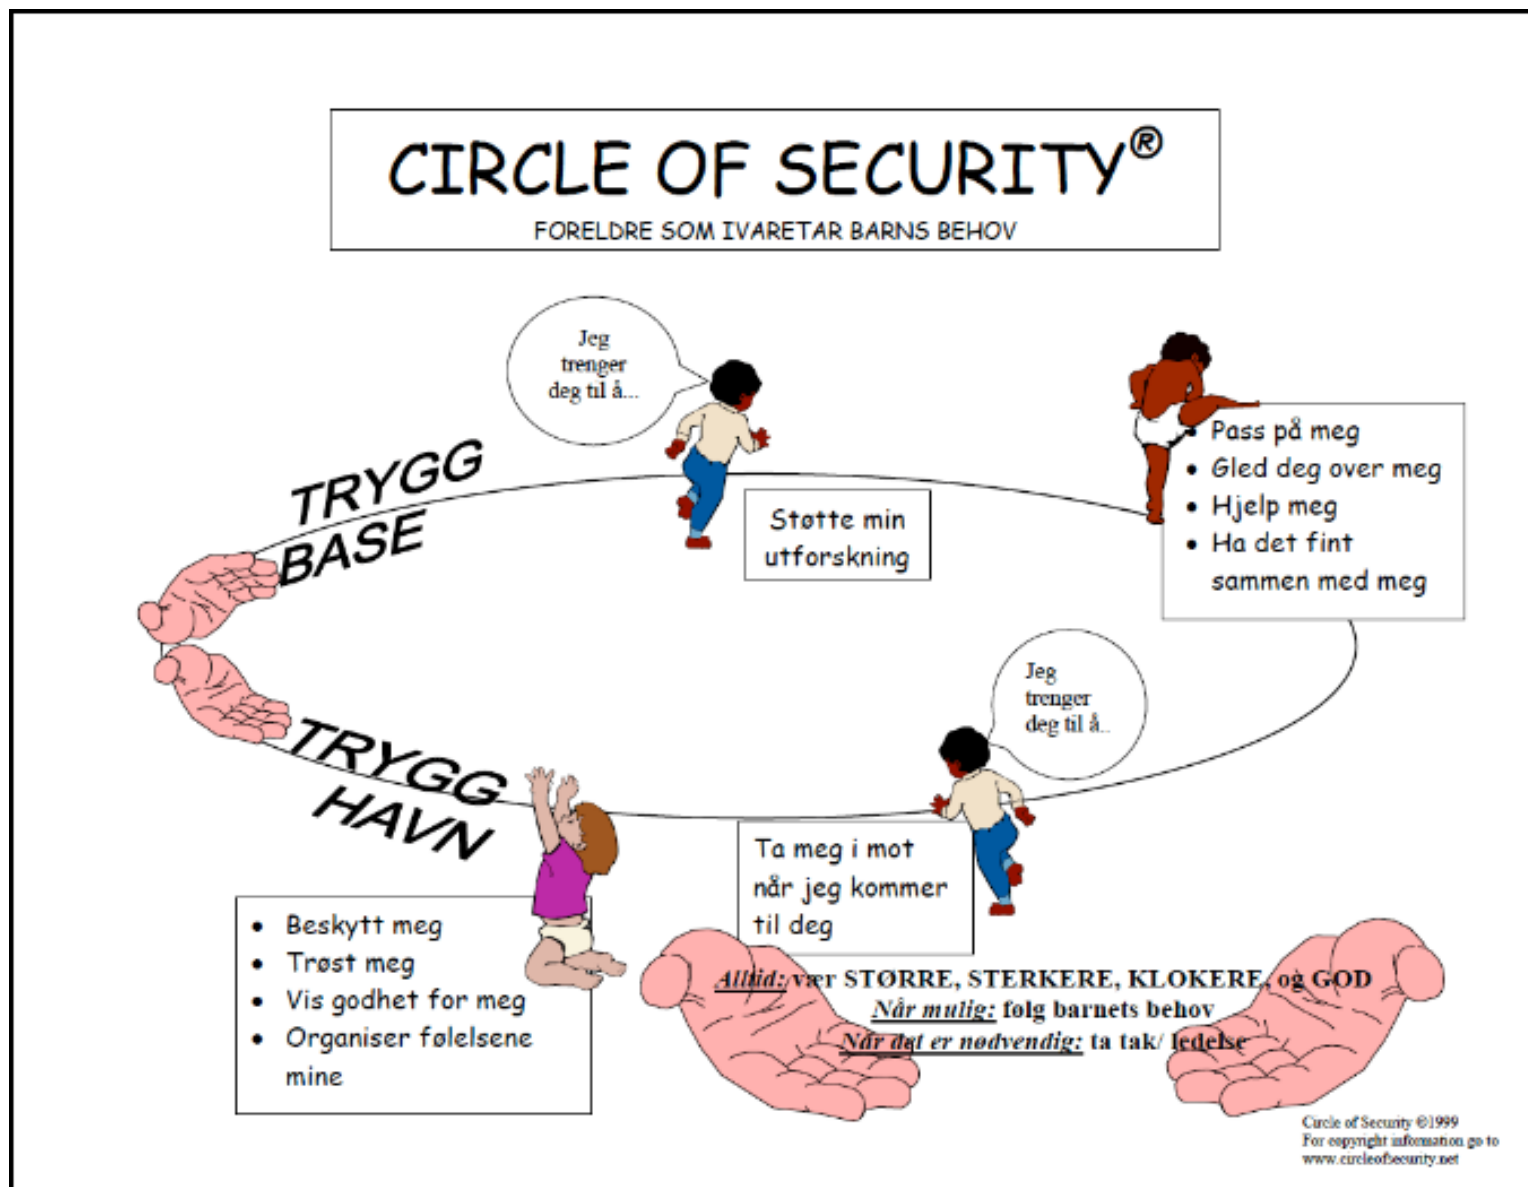 CIRCLE OF SECURITY®
FORELDRE SOM IVARETAR BARNS BEHOV
Jeg
trenger
deg til å...
TRYGG
BASE
Støtte min
utforskning
• Pass på meg
• Gled deg over meg
• Hjelp meg
• Ha det fint
sammen med meg
Jeg
trenger
deg til å..
TRYGG
HAVN
Ta meg i mot
når jeg kommer
til deg
• Beskytt meg
• Trøst meg
• Vis godhet for meg
• Organiser følelsene
mine
Alltid: vær STØRRE, STERKERE, KLOKERE, og GOD
Når mulig: følg barnets behov
Når det er nødvendig: ta tak/ ledelse
Circle of Security ©1999
For copyright information go to
www.circleofsecurity.net